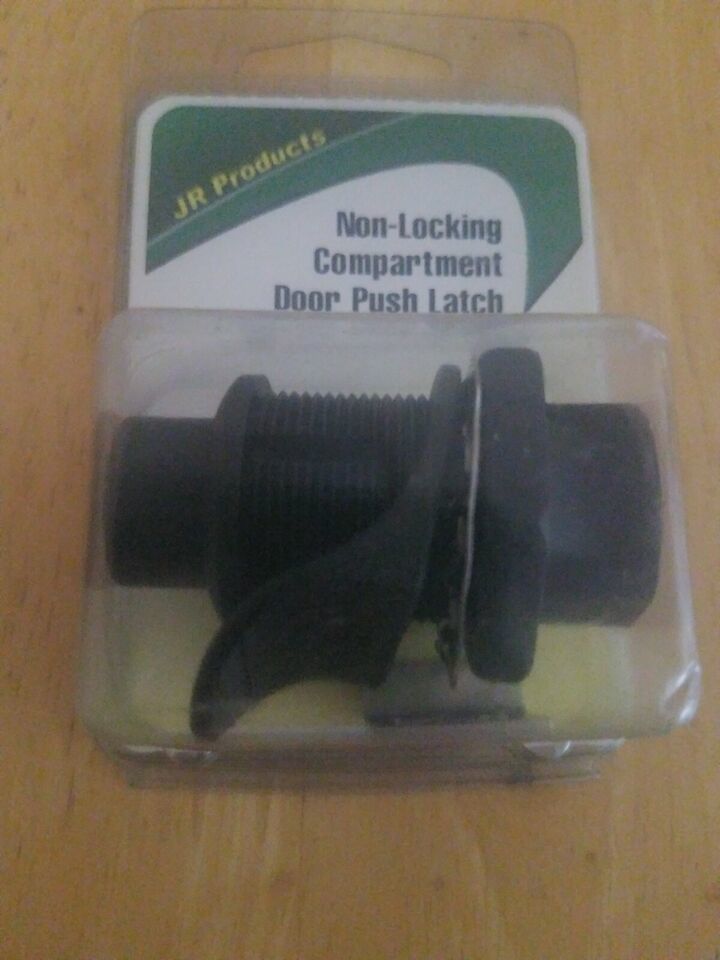 JR Products
Non-Locking
Compartment
Door Push Latch